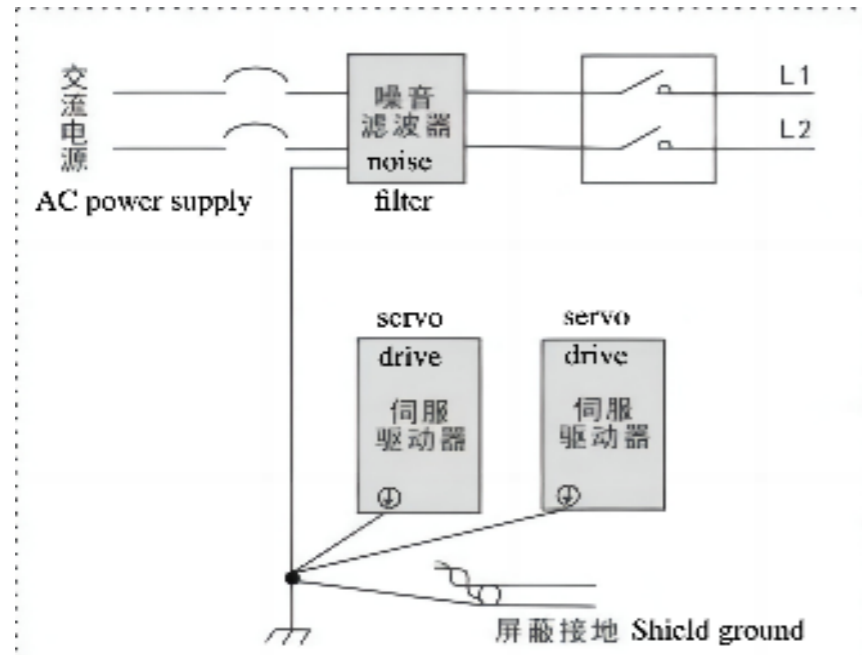 交流电源
AC power supply
噪音
滤波器
noise
filter
L1
L2
servo
drive
伺服
驱动器
servo
drive
伺服
驱动器
屏蔽接地 Shield ground